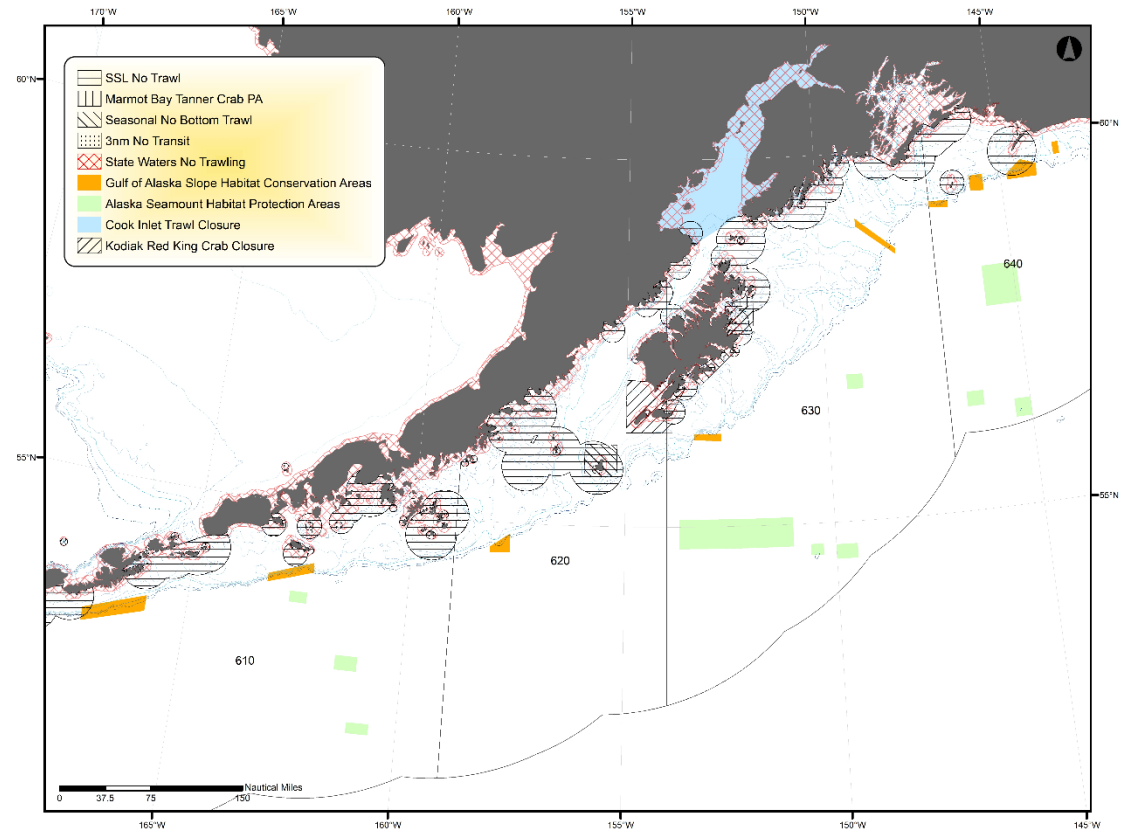 170°W 165°W 160°W 155°W 150°W 145°W
60°N
60°N
SSL No Trawl
Marmot Bay Tanner Crab PA
Seasonal No Bottom Trawl
3nm No Transit
State Waters No Trawling
Gulf of Alaska Slope Habitat Conservation Areas
Alaska Seamount Habitat Protection Areas
Cook Inlet Trawl Closure
Kodiak Red King Crab Closure
640
630
55°N
55°N
620
610
Nautical Miles
0 37.5 75 150
165°W 160°W 155°W 150°W 145°W